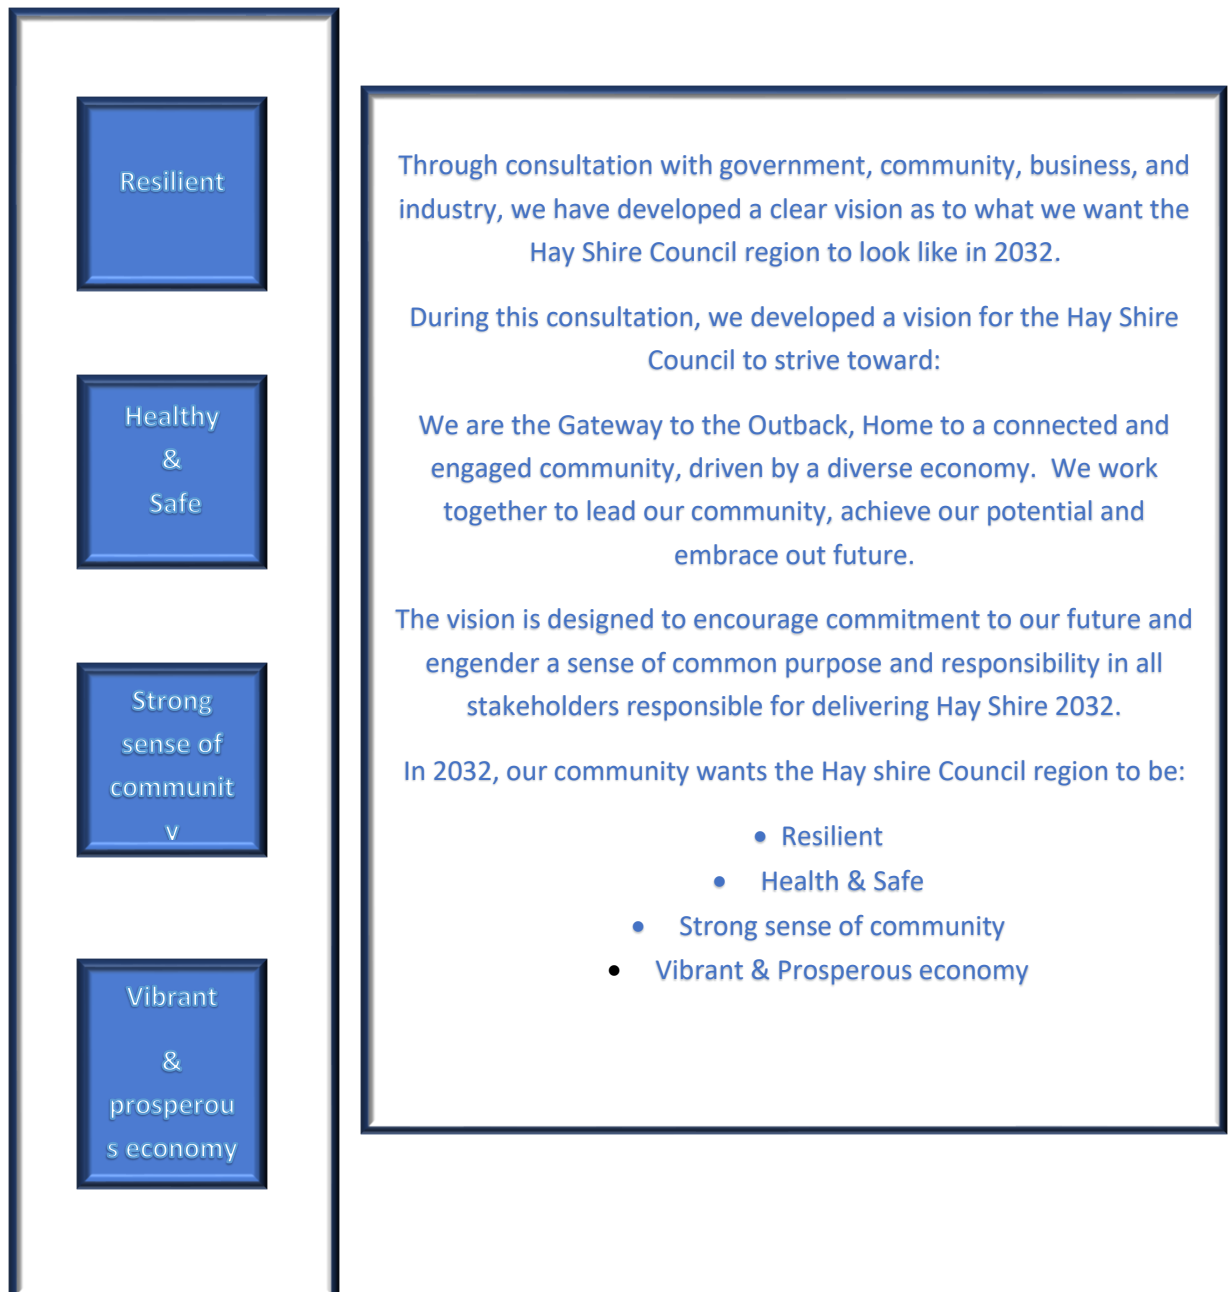 Resilient
Healthy
&
Safe
Strong
sense of
communit
y
Vibrant
&
prosperou
s economy
Through consultation with government, community, business, and
industry, we have developed a clear vision as to what we want the
Hay Shire Council region to look like in 2032.
During this consultation, we developed a vision for the Hay Shire
Council to strive toward:
We are the Gateway to the Outback, Home to a connected and
engaged community, driven by a diverse economy.  We work
together to lead our community, achieve our potential and
embrace out future.
The vision is designed to encourage commitment to our future and
engender a sense of common purpose and responsibility in all
stakeholders responsible for delivering Hay Shire 2032.
In 2032, our community wants the Hay shire Council region to be:
• Resilient
• Health & Safe
• Strong sense of community
• Vibrant & Prosperous economy